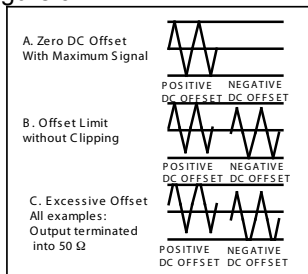 A. Zero DC Offset
With Maximum Signal
POSITIVE NEGATIVE
DC OFFSET DC OFFSET
B. Offset Limit
without Clipping
POSITIVE NEGATIVE
DC OFFSET DC OFFSET
C. Excessive Offset
All examples:
Output terminated
into 50 Ω
POSITIVE NEGATIVE
DC OFFSET DC OFFSET